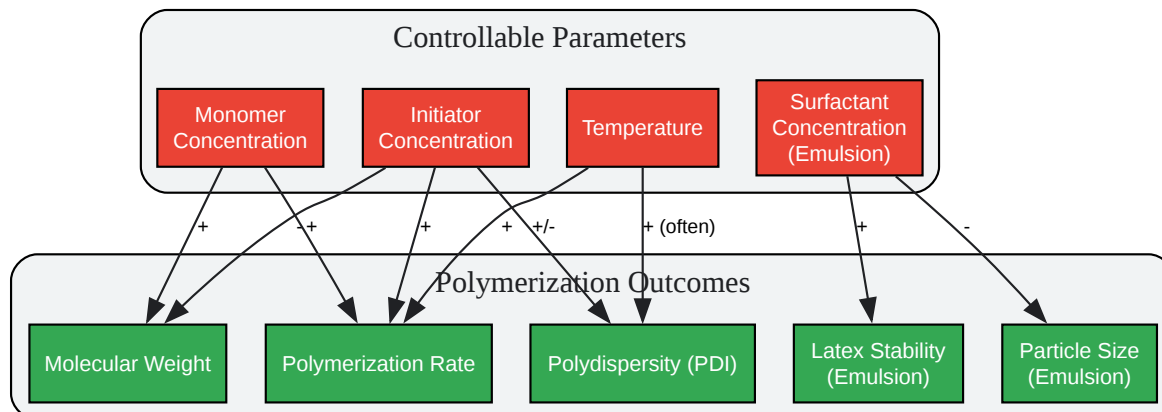 Controllable Parameters
Monomer
Concentration
Initiator
Concentration
Temperature
Surfactant
Concentration
(Emulsion)
+
-
+
+
+
+/-
+ (often)
+
-
Polymerization Outcomes
Molecular Weight
Polymerization Rate
Polydispersity (PDI)
Latex Stability
(Emulsion)
Particle Size
(Emulsion)